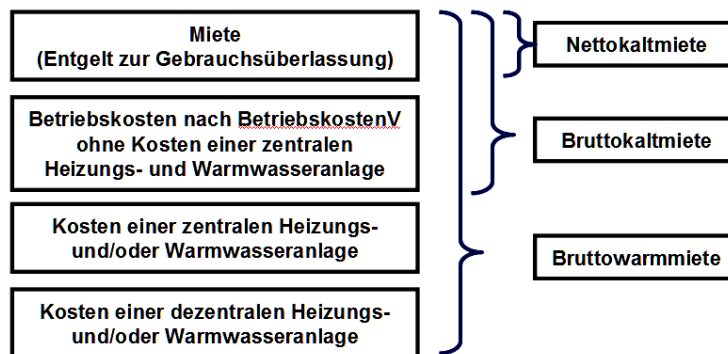 Miete
(Entgelt zur Gebrauchsüberlassung)
Nettokaltmiete
Betriebskosten nach BetriebskostenV
ohne Kosten einer zentralen
Heizungs- und Warmwasseranlage
Bruttokaltmiete
Kosten einer zentralen Heizungs-
und/oder Warmwasseranlage
Bruttowarmmiete
Kosten einer dezentralen Heizungs-
und/oder Warmwasseranlage